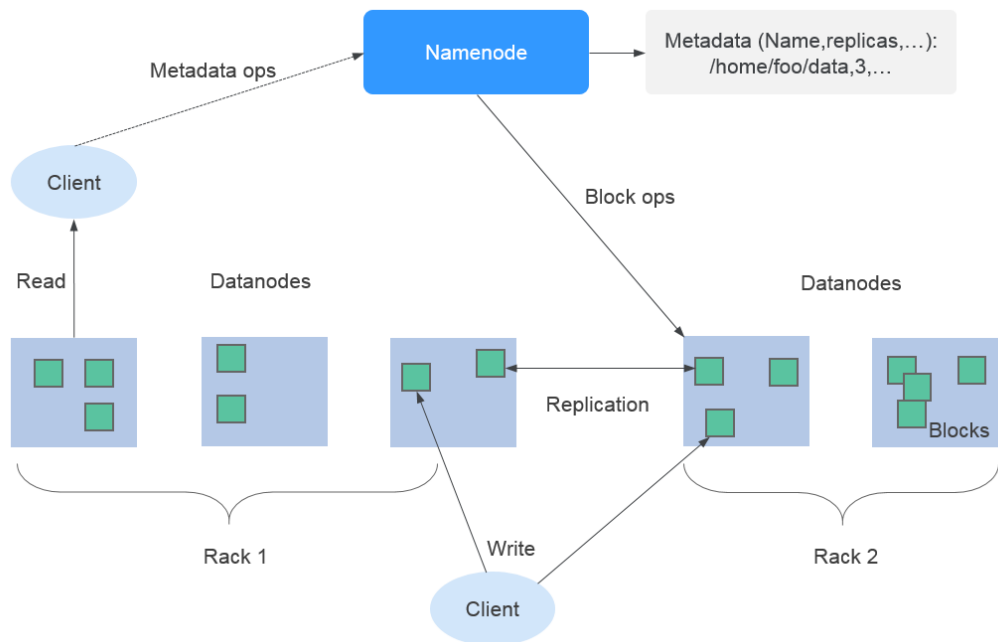 Namenode
Metadata (Name,replicas,…):
/home/foo/data,3,…
Metadata ops
Client
Block ops
Read
Datanodes
Datanodes
Replication
Blocks
Rack 1
Write
Rack 2
Client